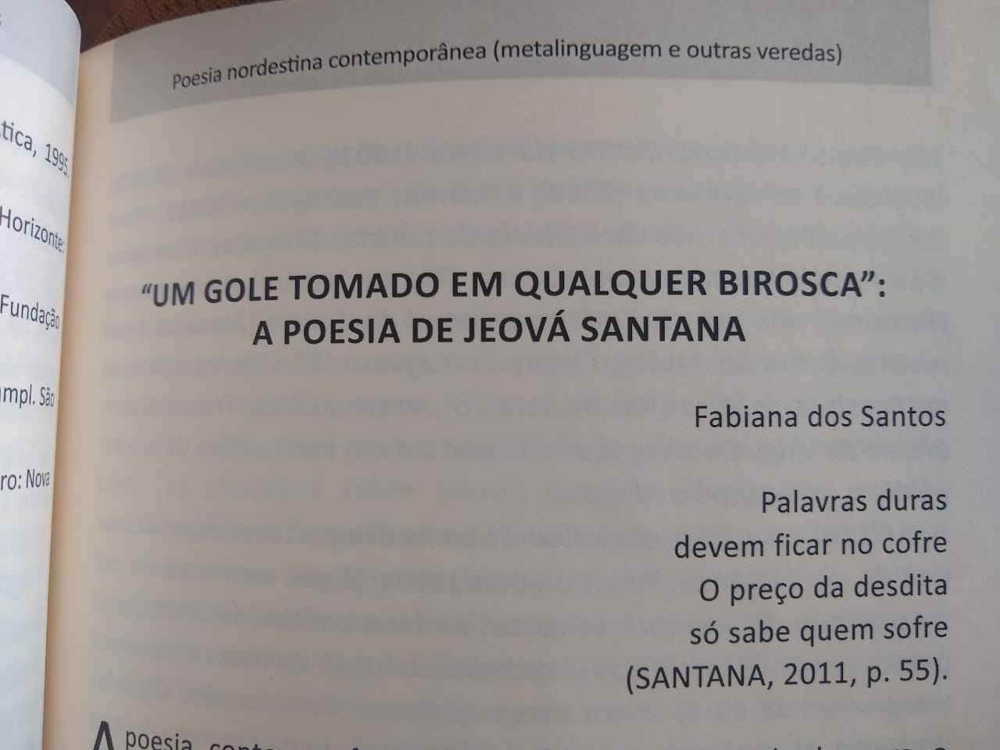 tica, 1995.
Horizonte:
Fundação
mpl. São
ro: Nova
Poesia nordestina contemporânea (metalinguagem e outras veredas)
“UM GOLE TOMADO EM QUALQUER BIROSCA”:
A POESIA DE JEOVÁ SANTANA
Fabiana dos Santos
Palavras duras
devem ficar no cofre
O preço da desdita
só sabe quem sofre
(SANTANA, 2011, p. 55).
A poesia